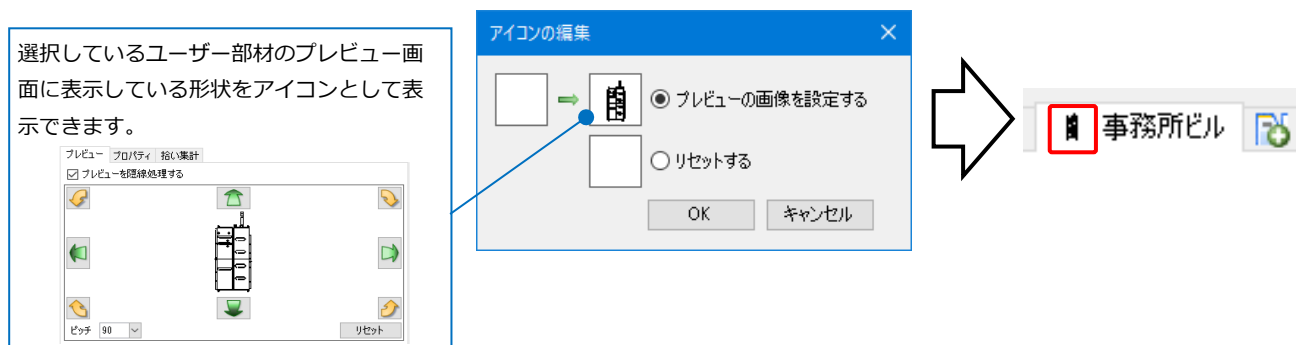 選択しているユーザー部材のプレビュー画
面に表示している形状をアイコンとして表
示できます。
プレビュー プロパティ 拾い集計
プレビューを隠線処理する
ピッチ 90
リセット
アイコンの編集
プレビューの画像を設定する
リセットする
OK キャンセル
事務所ビル